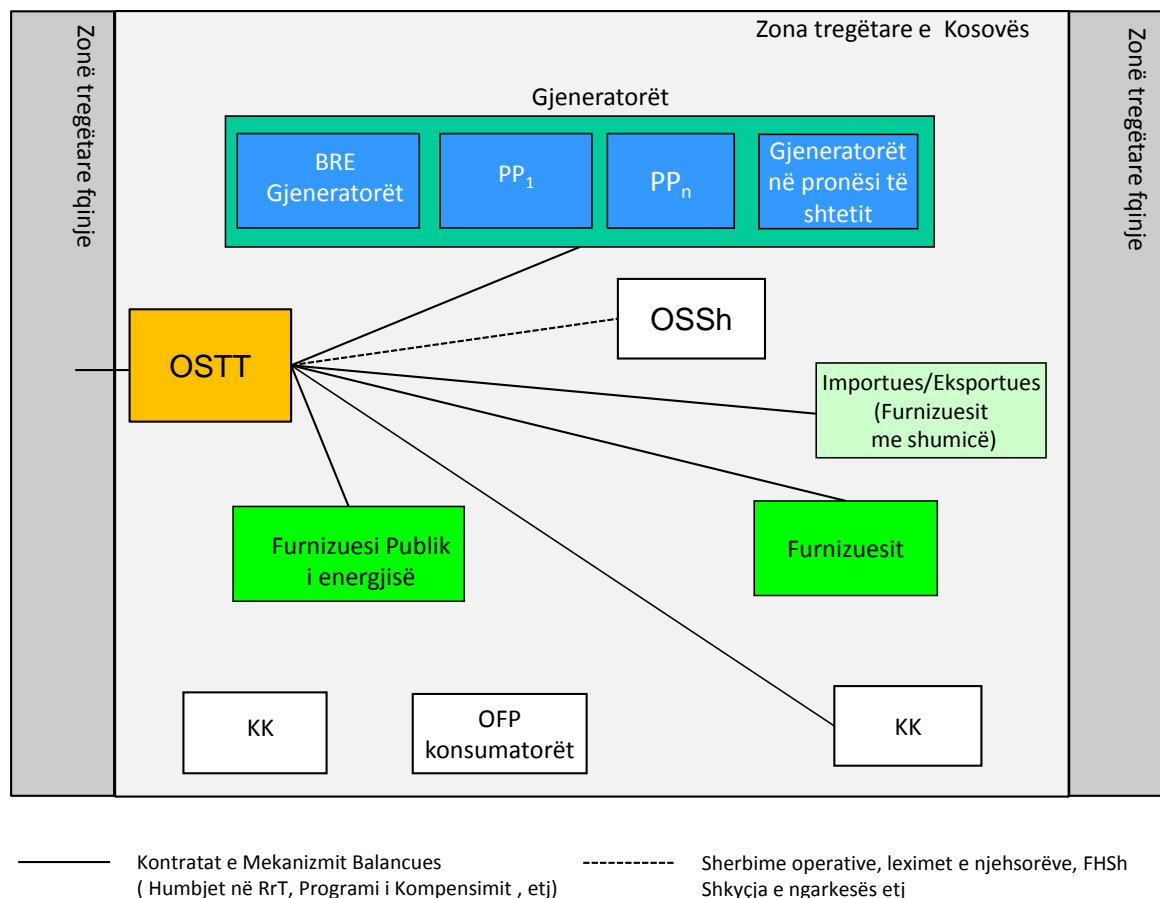 Zonë tregëtare fqinje
Zona tregëtare e Kosovës
Zonë tregëtare fqinje
Gjeneratorët
BRE
Gjeneratorët
PP1
PPn
Gjeneratorët
në pronësi të
shtetit
OSTT
OSSh
Importues/Eksportues
(Furnizuesit
me shumicë)
Furnizuesi Publik
i energjisë
Furnizuesit
KK
OFP
konsumatorët
KK
Kontratat e Mekanizmit Balancues
( Humbjet në RrT, Programi i Kompensimit , etj)
Sherbime operative, leximet e njehsorëve, FHSh
Shkyçja e ngarkesës etj